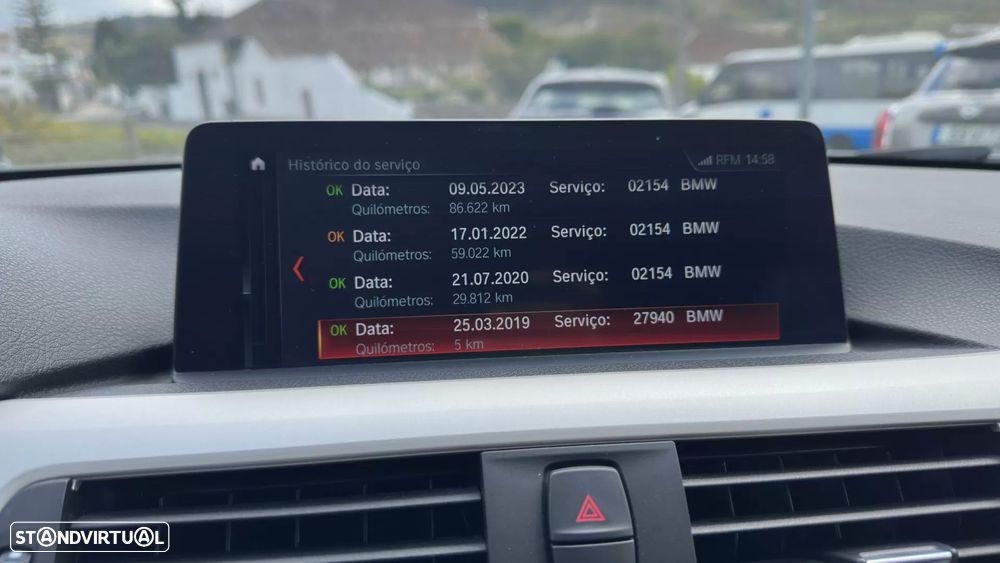 Histórico do serviço RFM 14:58
OK Data: 09.05.2023 Serviço: 02154 BMW
Quilómetros: 86.622 km
OK Data: 17.01.2022 Serviço: 02154 BMW
Quilómetros: 59.022 km
OK Data: 21.07.2020 Serviço: 02154 BMW
Quilómetros: 29.812 km
OK Data: 25.03.2019 Serviço: 27940 BMW
Quilómetros: 5 km
STANDVIRTUAL